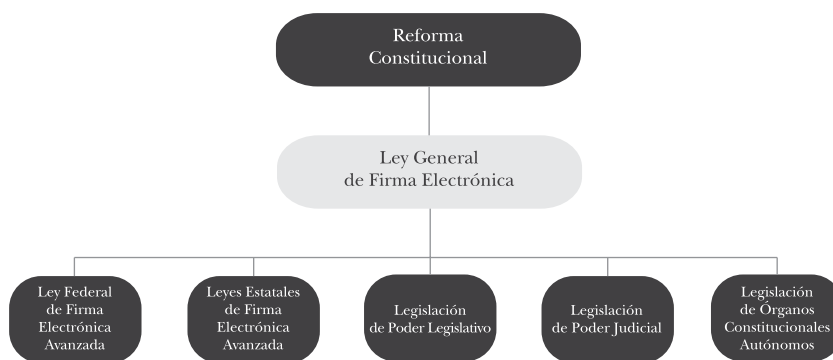 Reforma
Constitucional
Ley General
de Firma Electrónica
Ley Federal
de Firma
Electrónica
Avanzada
Leyes Estatales
de Firma
Electrónica
Avanzada
Legislación
de Poder Legislativo
Legislación
de Poder Judicial
Legislación
de Órganos
Constitucionales
Autónomos